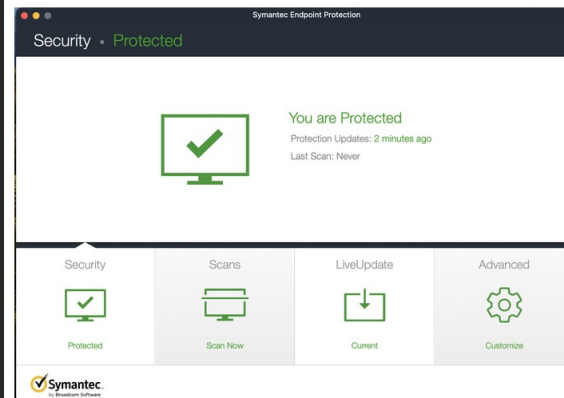 Symantec Endpoint Protection
Security • Protected
You are Protected
Protection Updates: 2 minutes ago
Last Scan: Never
Security
Scans
LiveUpdate
Advanced
Protected
Scan Now
Current
Customize
Symantec.
by Broadcom Software